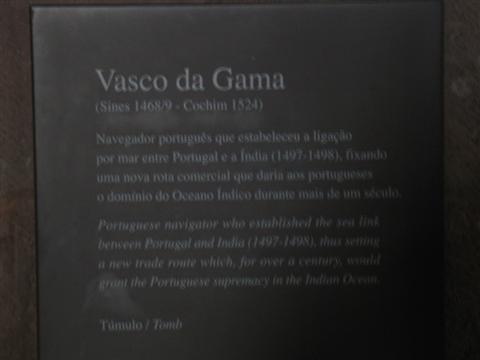 Vasco da Gama
(Sines 1468/9 - Cochim 1524)
Navegador português que estabeleceu a ligação
por mar entre Portugal e a Índia (1497-1498), fixando
uma nova rota comercial que daria aos portugueses
o domínio do Oceano Índico durante mais de um século.
Portuguese navigator who established the sea link
between Portugal and India (1497-1498), thus setting
a new trade route which, for over a century, would
grant the Portuguese supremacy in the Indian Ocean.
Túmulo / Tomb